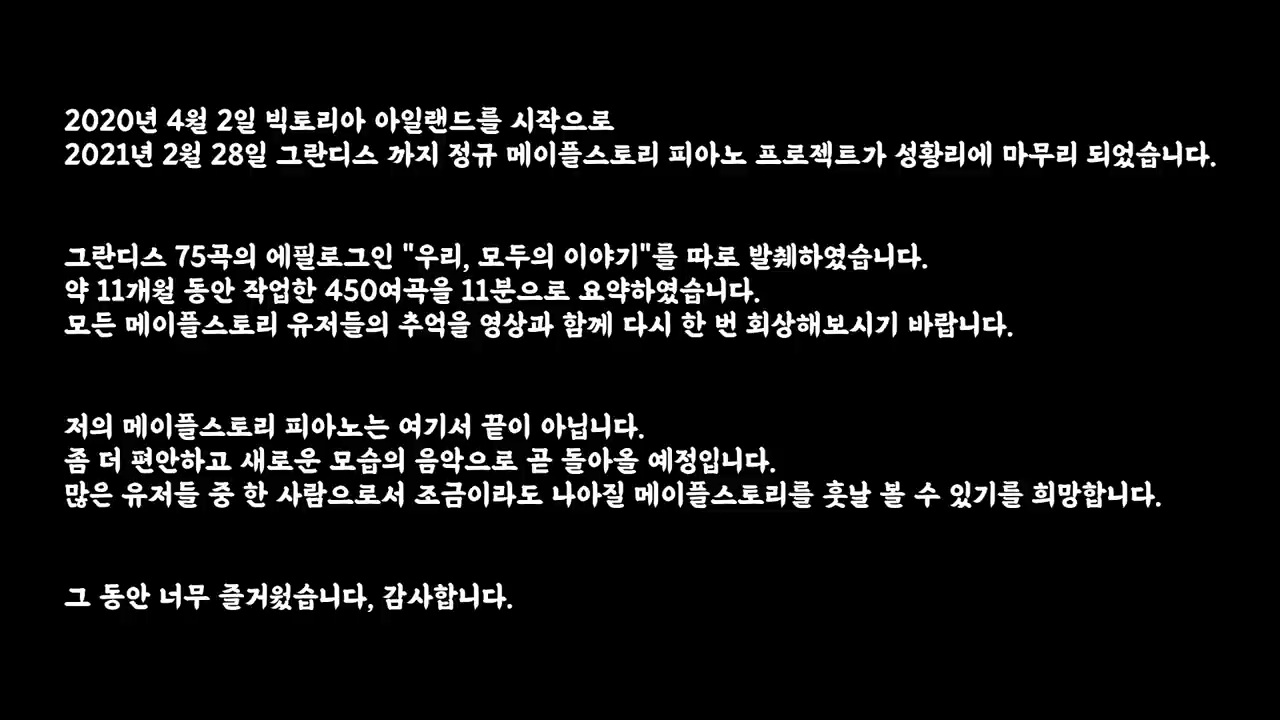 2020년 4월 2일 빅토리아 아일랜드를 시작으로
2021년 2월 28일 그란디스 까지 정규 메이플스토리 피아노 프로젝트가 성황리에 마무리 되었습니다.
그란디스 75곡의 에필로그인 "우리, 모두의 이야기"를 따로 발췌하였습니다.
약 11개월 동안 작업한 450여곡을 11분으로 요약하였습니다.
모든 메이플스토리 유저들의 추억을 영상과 함께 다시 한 번 회상해보시기 바랍니다.
저의 메이플스토리 피아노는 여기서 끝이 아닙니다.
좀 더 편안하고 새로운 모습의 음악으로 곧 돌아올 예정입니다.
많은 유저들 중 한 사람으로서 조금이라도 나아질 메이플스토리를 훗날 볼 수 있기를 희망합니다.
그 동안 너무 즐거웠습니다, 감사합니다.